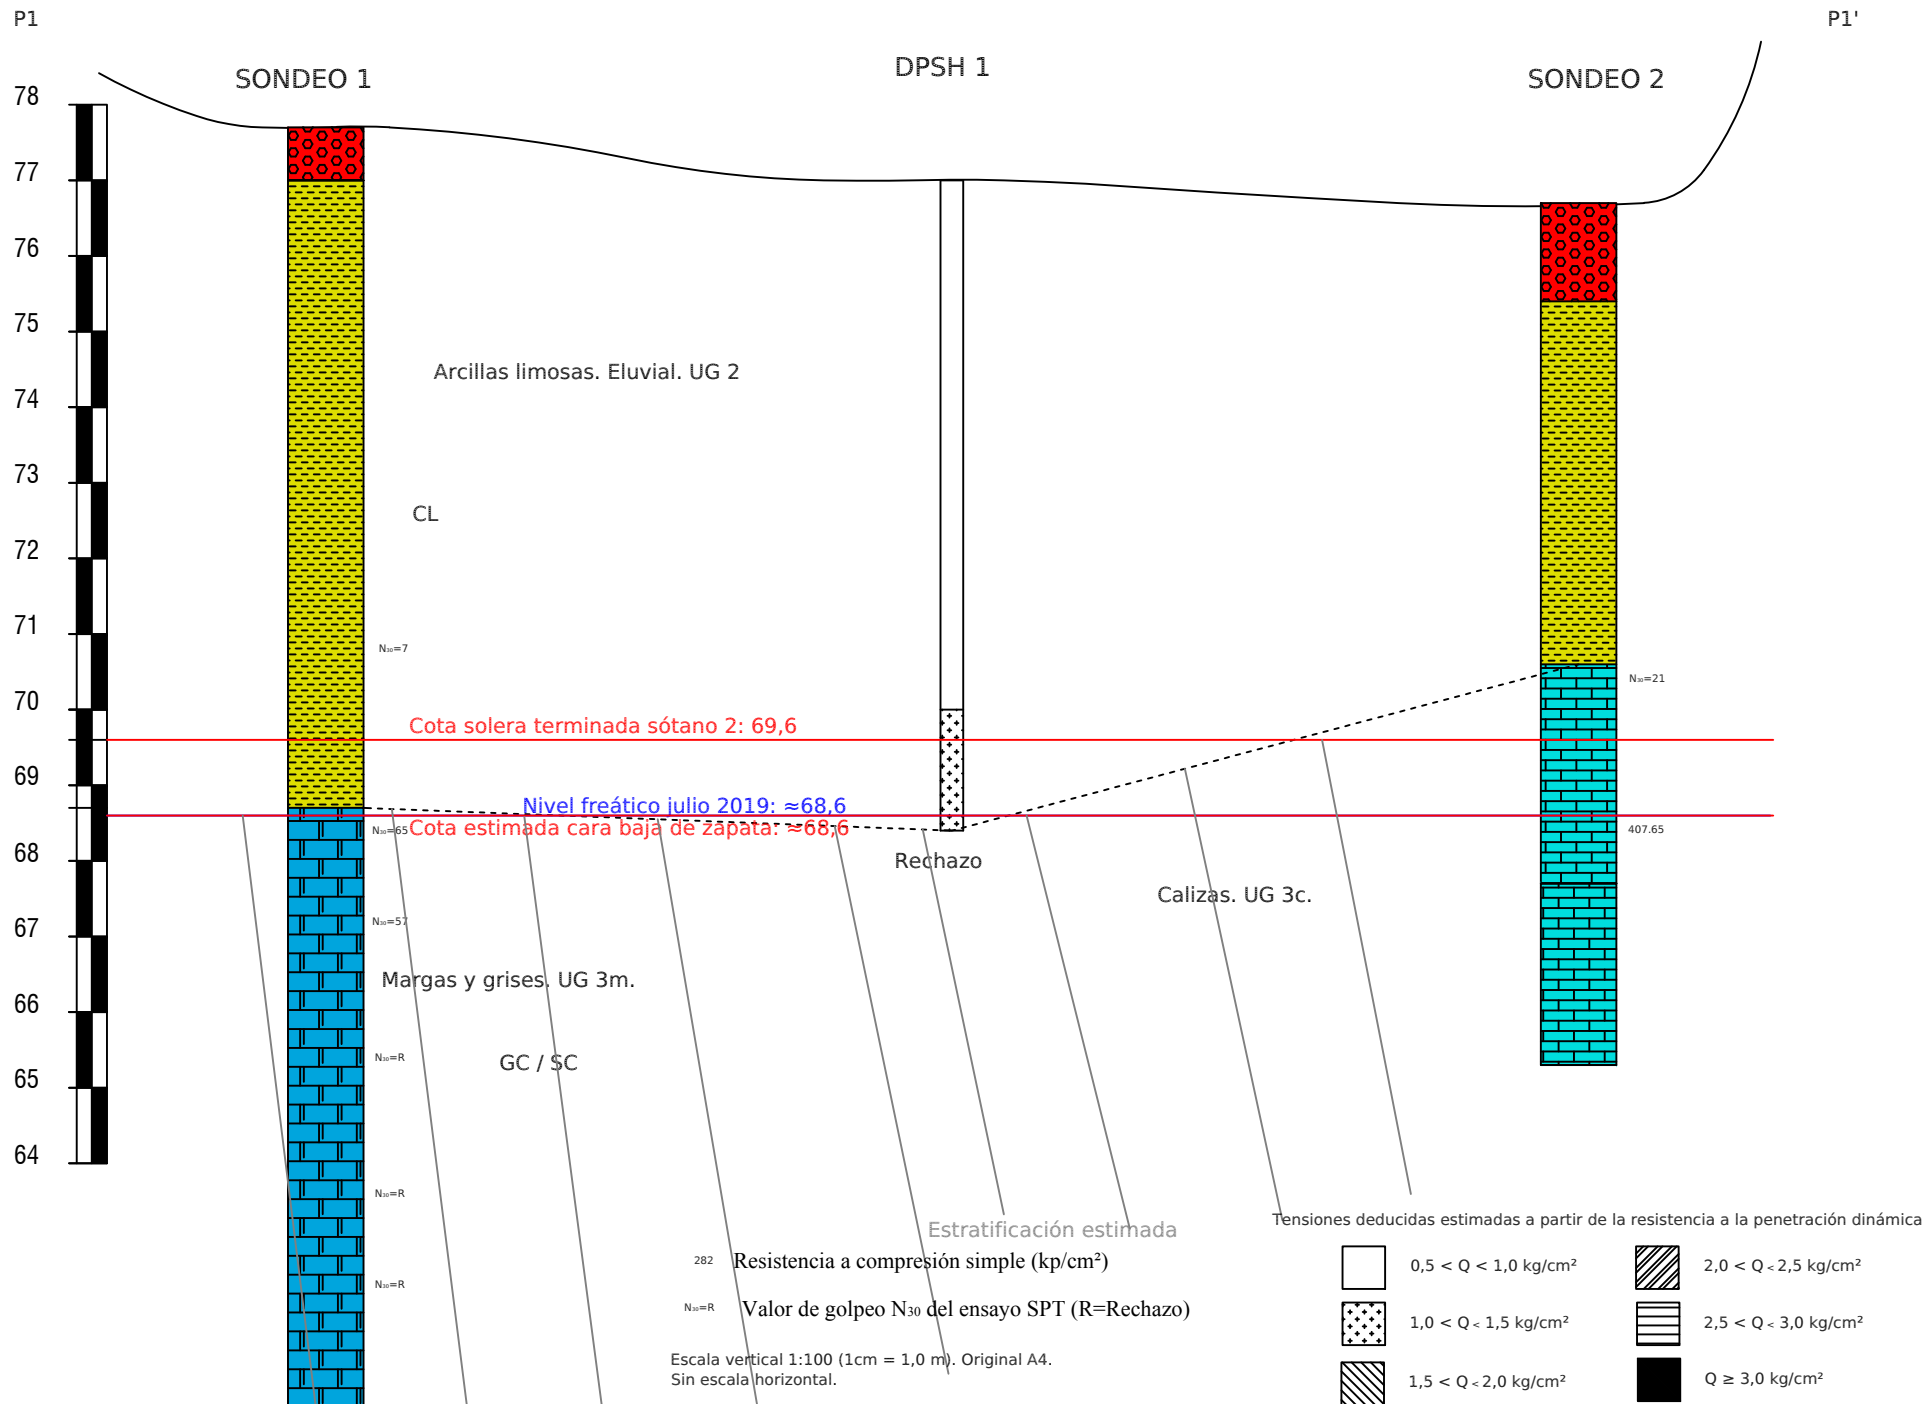 P1
P1'
SONDEO 1
DPSH 1
SONDEO 2
78
77
76
75
74
73
72
71
70
69
68
67
66
65
64
Arcillas limosas. Eluvial. UG 2
CL
N₃₀=7
N₃₀=21
Cota solera terminada sótano 2: 69,6
Nivel freático julio 2019: ≈68,6
Cota estimada cara baja de zapata: ≈68,6
N₃₀=65
407.65
Rechazo
Calizas. UG 3c.
N₃₀=57
Margas y grises. UG 3m.
N₃₀=R
GC / SC
N₃₀=R
N₃₀=R
Estratificación estimada
282 Resistencia a compresión simple (kp/cm²)
N₃₀=R Valor de golpeo N₃₀ del ensayo SPT (R=Rechazo)
Escala vertical 1:100 (1cm = 1,0 m). Original A4.
Sin escala horizontal.
Tensiones deducidas estimadas a partir de la resistencia a la penetración dinámica
0,5 < Q < 1,0 kg/cm²
2,0 < Q < 2,5 kg/cm²
1,0 < Q < 1,5 kg/cm²
2,5 < Q < 3,0 kg/cm²
1,5 < Q < 2,0 kg/cm²
Q ≥ 3,0 kg/cm²